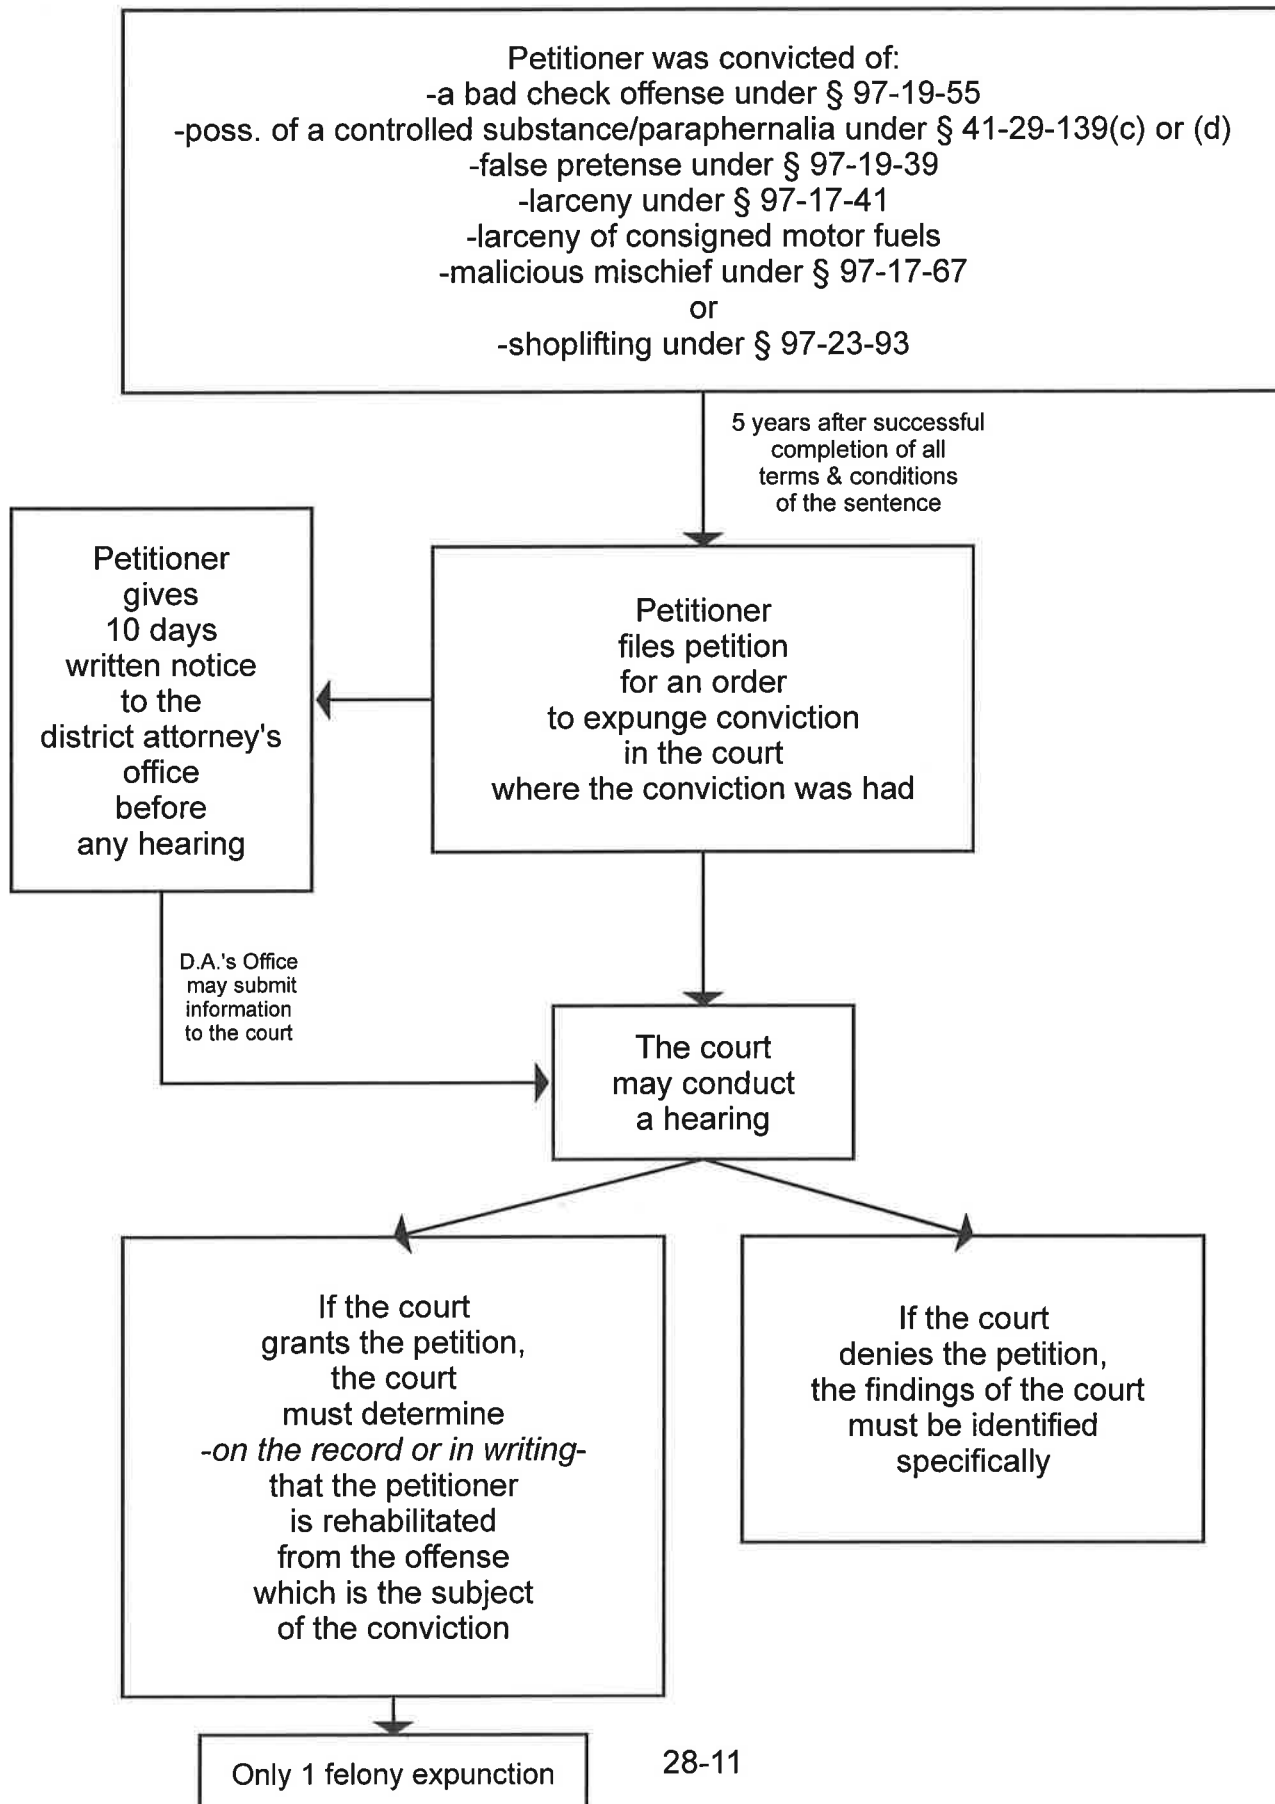 Petitioner was convicted of:
-a bad check offense under § 97-19-55
-poss. of a controlled substance/paraphernalia under § 41-29-139(c) or (d)
-false pretense under § 97-19-39
-larceny under § 97-17-41
-larceny of consigned motor fuels
-malicious mischief under § 97-17-67
or
-shoplifting under § 97-23-93
5 years after successful
completion of all
terms & conditions
of the sentence
Petitioner
gives
10 days
written notice
to the
district attorney's
office
before
any hearing
Petitioner
files petition
for an order
to expunge conviction
in the court
where the conviction was had
D.A.'s Office
may submit
information
to the court
The court
may conduct
a hearing
If the court
grants the petition,
the court
must determine
-on the record or in writing-
that the petitioner
is rehabilitated
from the offense
which is the subject
of the conviction
If the court
denies the petition,
the findings of the court
must be identified
specifically
Only 1 felony expunction
28-11